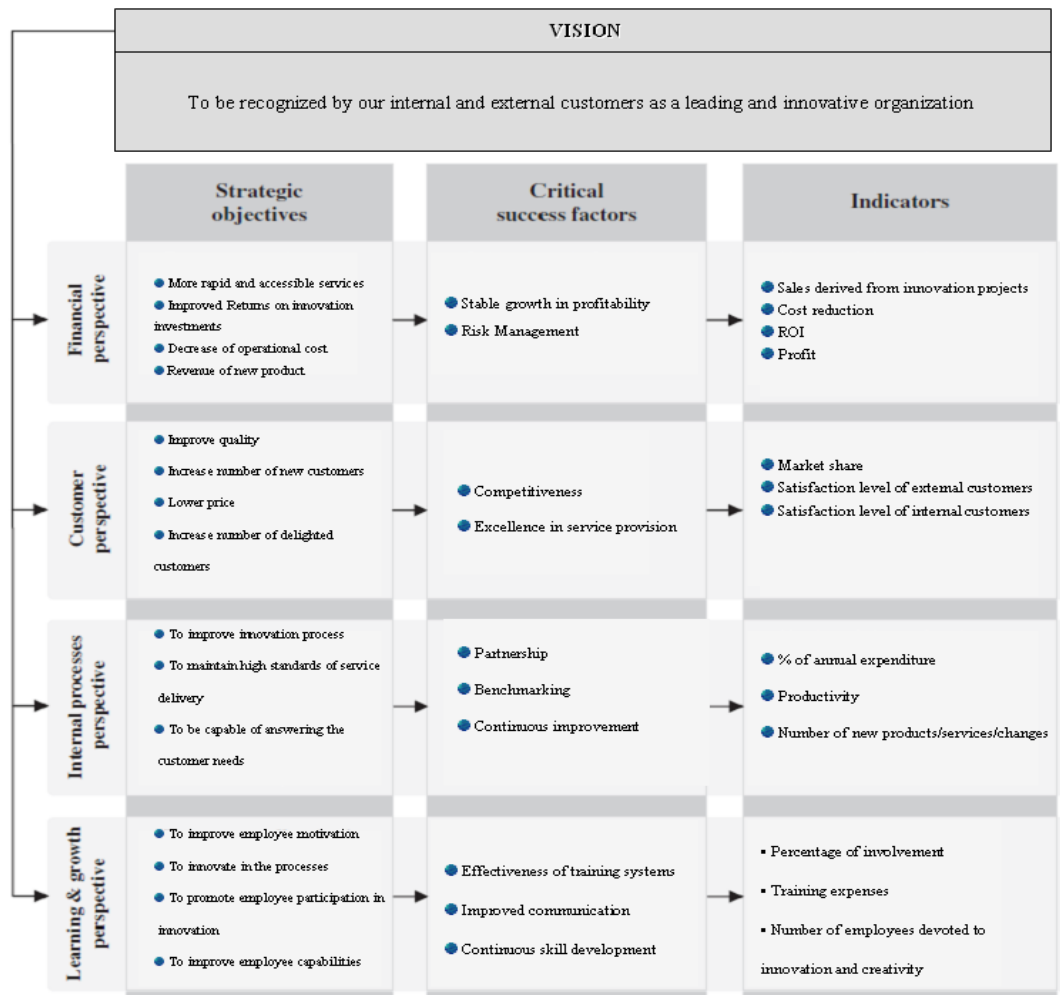 VISION
To be recognized by our internal and external customers as a leading and innovative organization
Strategic
objectives
Critical
success factors
Indicators
Financial
perspective
More rapid and accessible services
Improved Returns on innovation
investments
Decrease of operational cost
Revenue of new product
Stable growth in profitability
Risk Management
Sales derived from innovation projects
Cost reduction
ROI
Profit
Customer
perspective
Improve quality
Increase number of new customers
Lower price
Increase number of delighted
customers
Competitiveness
Excellence in service provision
Market share
Satisfaction level of external customers
Satisfaction level of internal customers
Internal processes
perspective
To improve innovation process
To maintain high standards of service
delivery
To be capable of answering the
customer needs
Partnership
Benchmarking
Continuous improvement
% of annual expenditure
Productivity
Number of new products/services/changes
Learning & growth
perspective
To improve employee motivation
To innovate in the processes
To promote employee participation in
innovation
To improve employee capabilities
Effectiveness of training systems
Improved communication
Continuous skill development
▪ Percentage of involvement
▪ Training expenses
▪ Number of employees devoted to
innovation and creativity